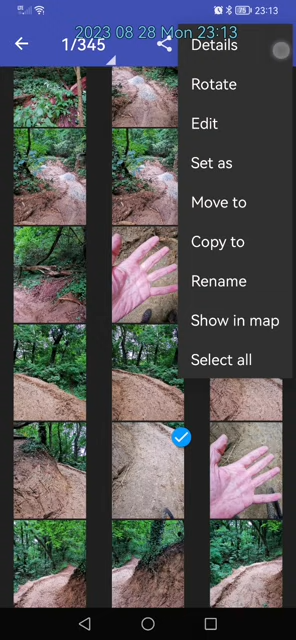 2023 08 28 Mon 23:13
75
23:13
1/345
Details
Rotate
Edit
Set as
Move to
Copy to
Rename
Show in map
Select all